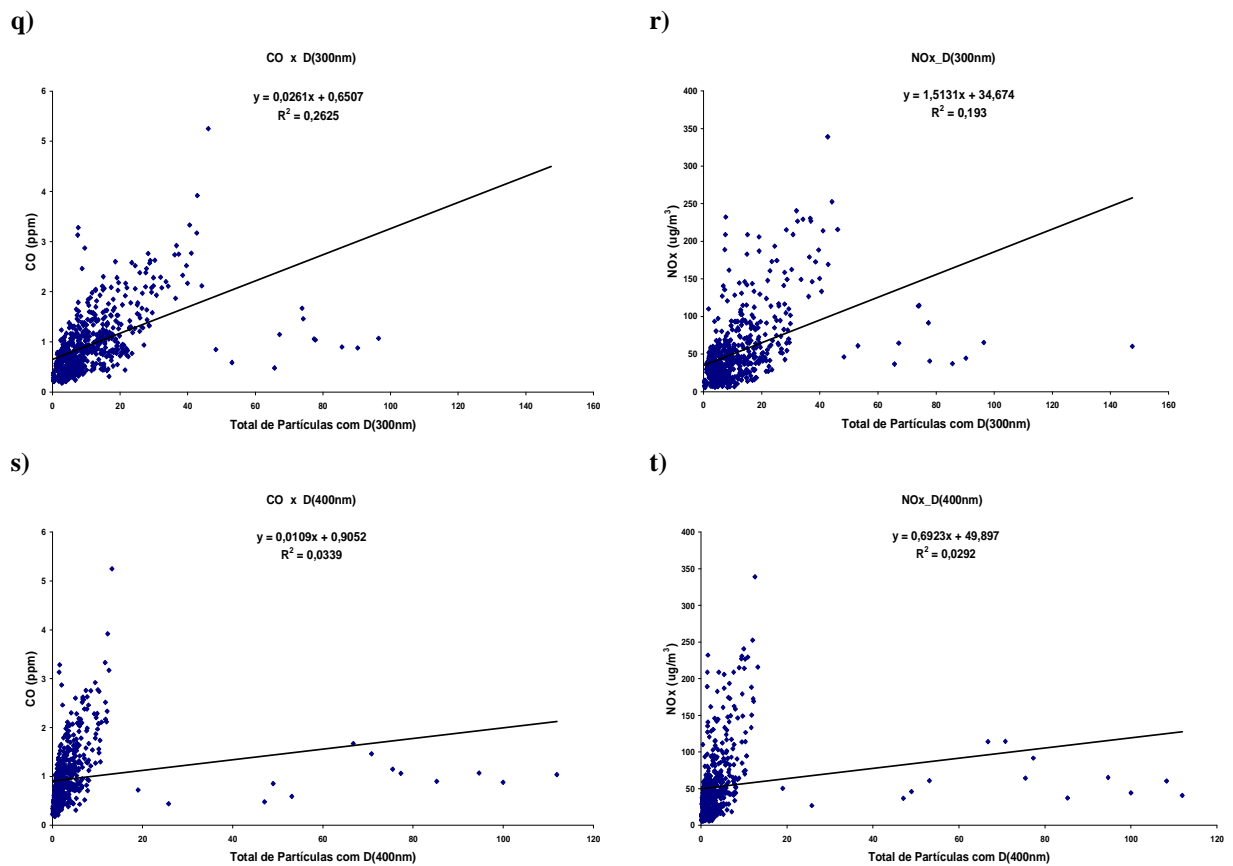 q)
CO x D(300nm)
y = 0,0261x + 0,6507
R² = 0,2625
6
5
4
3
2
1
0
CO (ppm)
0 20 40 60 80 100 120 140 160
Total de Partículas com D(300nm)
r)
NOx_D(300nm)
y = 1,5131x + 34,674
R² = 0,193
400
350
300
250
200
150
100
50
0
NOx (ug/m³)
0 20 40 60 80 100 120 140 160
Total de Partículas com D(300nm)
s)
CO x D(400nm)
y = 0,0109x + 0,9052
R² = 0,0339
6
5
4
3
2
1
0
CO (ppm)
0 20 40 60 80 100 120
Total de Partículas com D(400nm)
t)
NOx_D(400nm)
y = 0,6923x + 49,897
R² = 0,0292
400
350
300
250
200
150
100
50
0
NOx (ug/m³)
0 20 40 60 80 100 120
Total de Partículas com D(400nm)